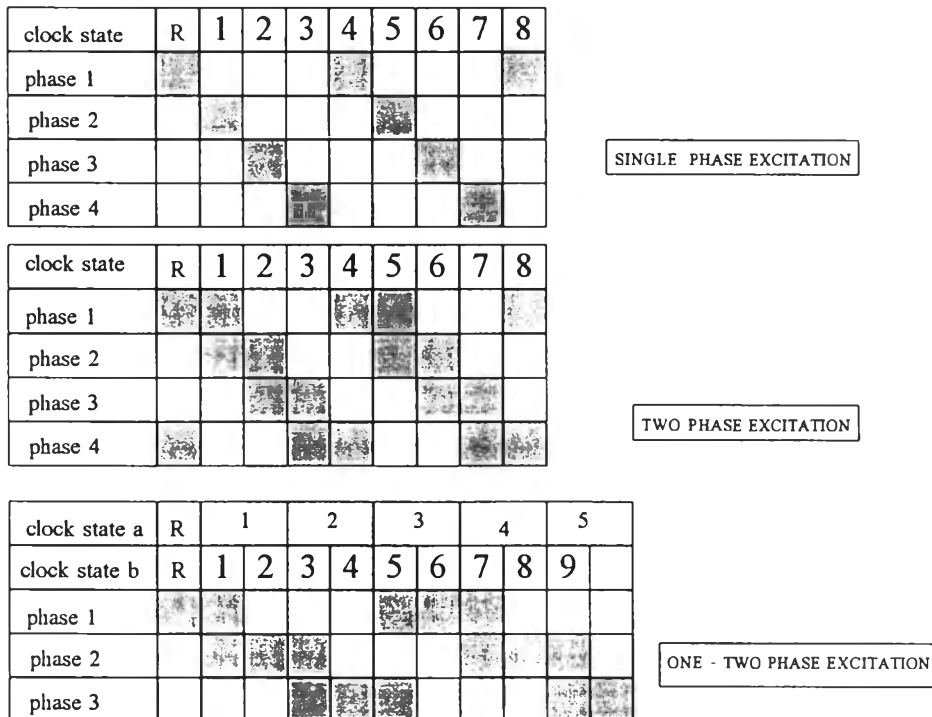 clock state R 1 2 3 4 5 6 7 8
phase 1
phase 2
phase 3
phase 4
SINGLE PHASE EXCITATION
clock state R 1 2 3 4 5 6 7 8
phase 1
phase 2
phase 3
phase 4
TWO PHASE EXCITATION
clock state a R 1 2 3 4 5
clock state b R 1 2 3 4 5 6 7 8 9
phase 1
phase 2
phase 3
ONE - TWO PHASE EXCITATION